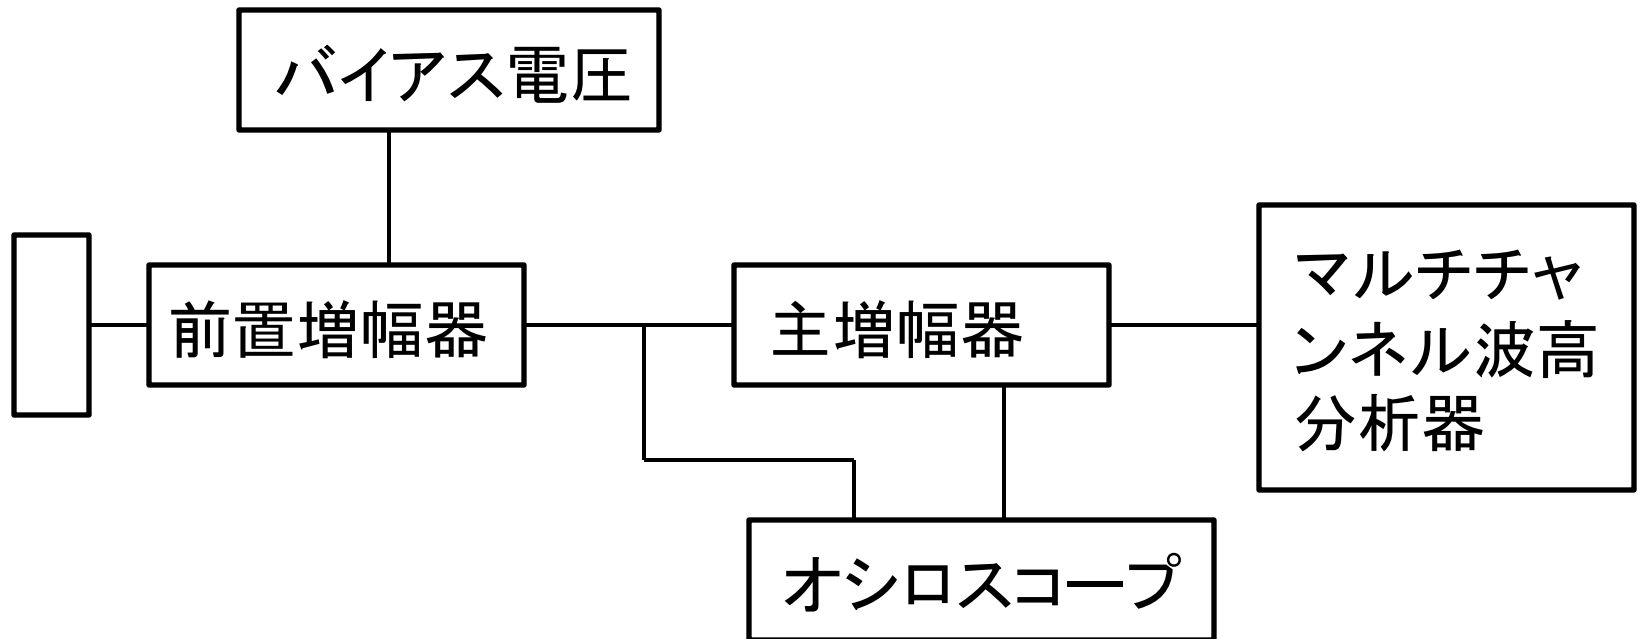 バイアス電圧
前置増幅器
主増幅器
マルチチャ
ンネル波高
分析器
オシロスコープ